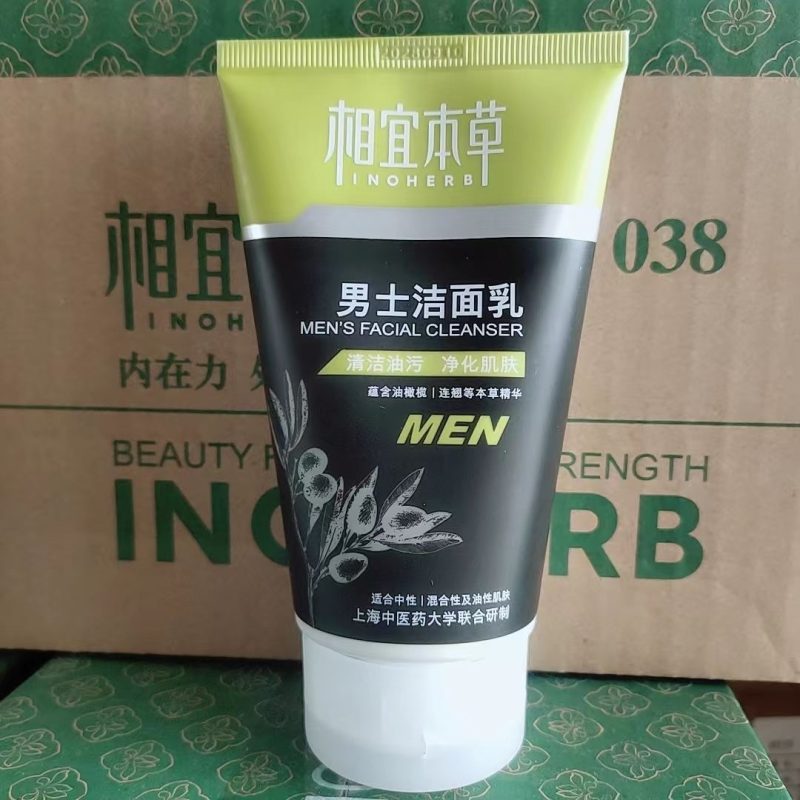 相宜本草
INOHERB
男士洁面乳
MEN'S FACIAL CLEANSER
清洁油污 净化肌肤
蕴含油橄榄|连翘等本草精华
MEN
适合中性|混合性及油性肌肤
上海中医药大学联合研制
相宜
INOHERB
038
内在力
BEAUTY
RENGTH
INO
RB